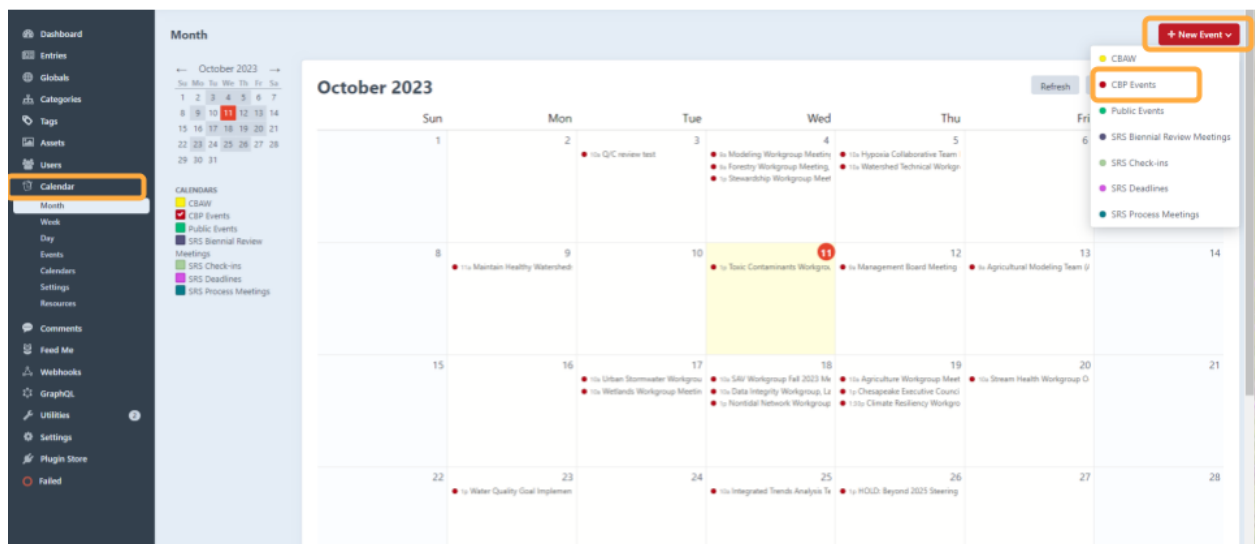 Dashboard
Entries
Globals
Categories
Tags
Assets
Users
Calendar
Month
Week
Day
Events
Calendars
Settings
Resources
Comments
Feed Me
Webhooks
GraphQL
Utilities 2
Settings
Plugin Store
Failed
Month
+ New Event
← October 2023 →
Su Mo Tu We Th Fr Sa
1 2 3 4 5 6 7
8 9 10 11 12 13 14
15 16 17 18 19 20 21
22 23 24 25 26 27 28
29 30 31
CALENDARS
CBAW
CBP Events
Public Events
SRS Biennial Review
Meetings
SRS Check-ins
SRS Deadlines
SRS Process Meetings
October 2023
Refresh
CBAW
CBP Events
Public Events
SRS Biennial Review Meetings
SRS Check-ins
SRS Deadlines
SRS Process Meetings
Sun Mon Tue Wed Thu Fri
1 2 3 4 5 6
10a Q/C review test
Modeling Workgroup Meeting
Forestry Workgroup Meeting,
1p Stewardship Workgroup Meet
10a Hypoxia Collaborative Team
10a Watershed Technical Workgr
8 9 10 11 12 13 14
11a Maintain Healthy Watersheds
1p Toxic Contaminants Workgrou
9a Management Board Meeting
9a Agricultural Modeling Team (A
15 16 17 18 19 20 21
10a Urban Stormwater Workgrou
10a Wetlands Workgroup Meetin
10a SAV Workgroup Fall 2023 Me
10a Data Integrity Workgroup, La
1p Nontidal Network Workgroup
10a Agriculture Workgroup Meet
1p Chesapeake Executive Counci
1:30p Climate Resiliency Workgro
10a Stream Health Workgroup O
22 23 24 25 26 27 28
1p Water Quality Goal Implemen
10a Integrated Trends Analysis Te
1p HOLD: Beyond 2025 Steering